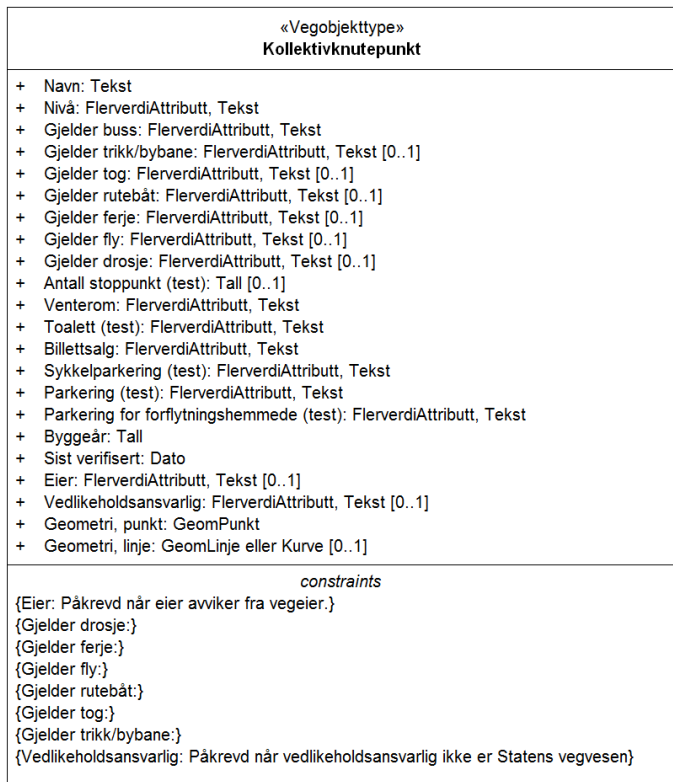 «Vegobjekttype»
Kollektivknutepunkt
+ Navn: Tekst
+ Nivå: FlerverdiAttributt, Tekst
+ Gjelder buss: FlerverdiAttributt, Tekst
+ Gjelder trikk/bybane: FlerverdiAttributt, Tekst [0..1]
+ Gjelder tog: FlerverdiAttributt, Tekst [0..1]
+ Gjelder rutebåt: FlerverdiAttributt, Tekst [0..1]
+ Gjelder ferje: FlerverdiAttributt, Tekst [0..1]
+ Gjelder fly: FlerverdiAttributt, Tekst [0..1]
+ Gjelder drosje: FlerverdiAttributt, Tekst [0..1]
+ Antall stoppunkt (test): Tall [0..1]
+ Venterom: FlerverdiAttributt, Tekst
+ Toalett (test): FlerverdiAttributt, Tekst
+ Billettsalg: FlerverdiAttributt, Tekst
+ Sykkelparkering (test): FlerverdiAttributt, Tekst
+ Parkering (test): FlerverdiAttributt, Tekst
+ Parkering for forflytningshemmede (test): FlerverdiAttributt, Tekst
+ Byggeår: Tall
+ Sist verifisert: Dato
+ Eier: FlerverdiAttributt, Tekst [0..1]
+ Vedlikeholdsansvarlig: FlerverdiAttributt, Tekst [0..1]
+ Geometri, punkt: GeomPunkt
+ Geometri, linje: GeomLinje eller Kurve [0..1]
constraints
{Eier: Påkrevd når eier avviker fra vegeier.}
{Gjelder drosje:}
{Gjelder ferje:}
{Gjelder fly:}
{Gjelder rutebåt:}
{Gjelder tog:}
{Gjelder trikk/bybane:}
{Vedlikeholdsansvarlig: Påkrevd når vedlikeholdsansvarlig ikke er Statens vegvesen}